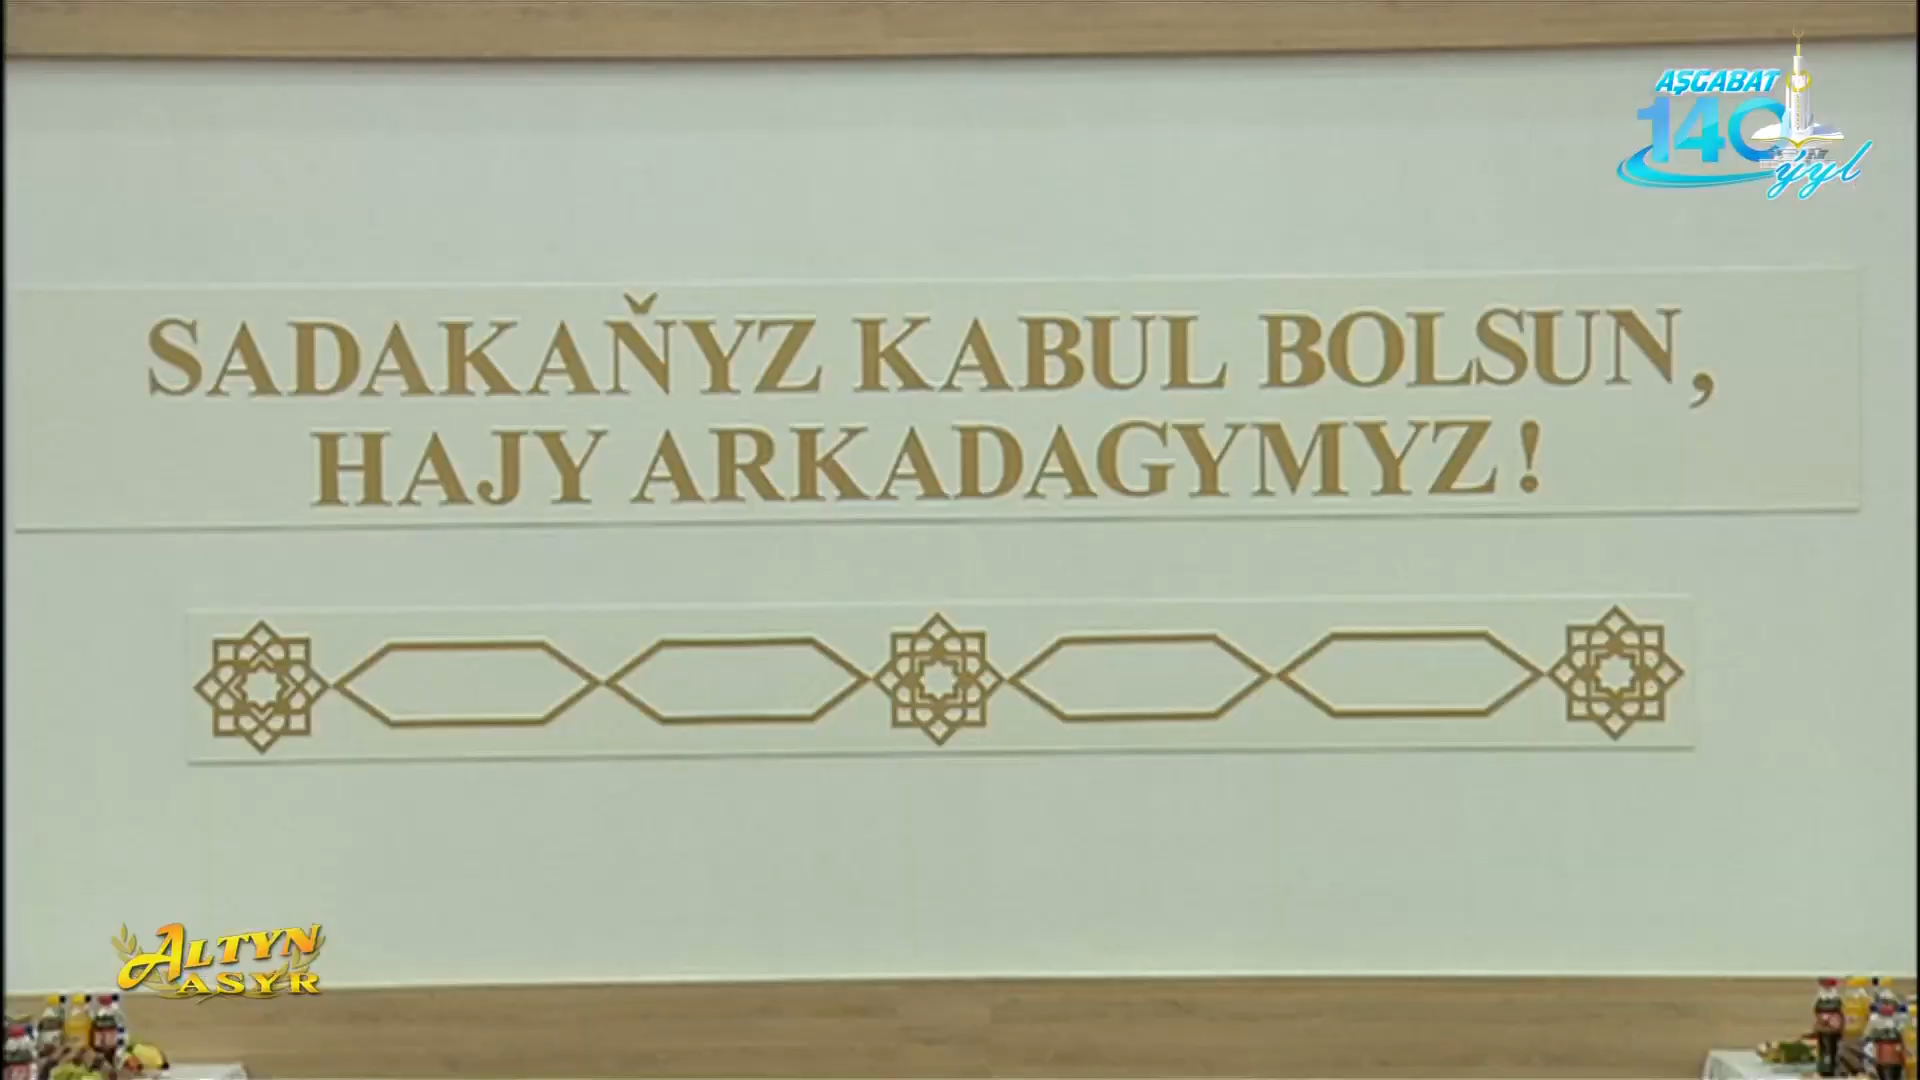 AŞGABAT
140
ýyl
SADAKAŇYZ KABUL BOLSUN,
HAJY ARKADAGYMYZ!
ALTYN
ASYR